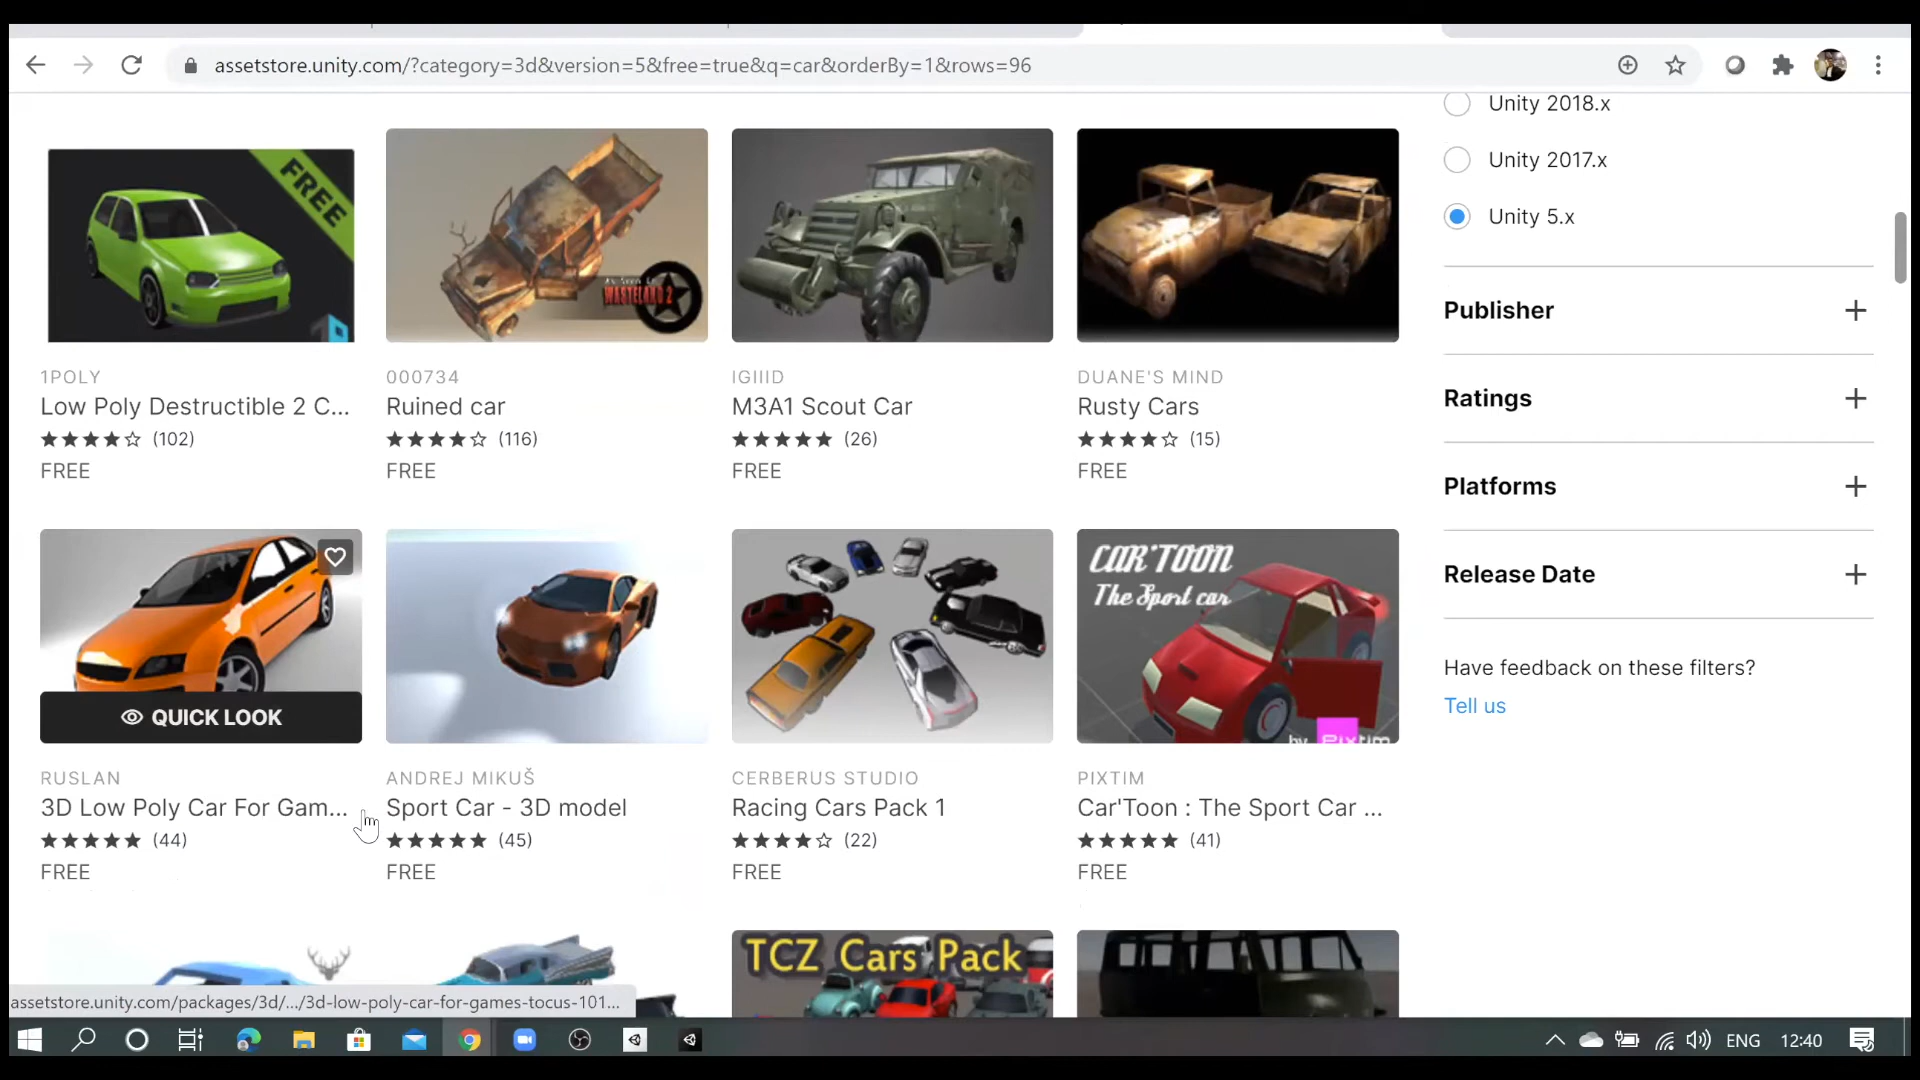 assetstore.unity.com/?category=3d&version=5&free=true&q=car&orderBy=1&rows=96
Unity 2018.x
Unity 2017.x
Unity 5.x
FREE
WASTELAND 2
1POLY
Low Poly Destructible 2 C...
(102)
FREE
000734
Ruined car
(116)
FREE
IGIIID
M3A1 Scout Car
(26)
FREE
DUANE'S MIND
Rusty Cars
(15)
FREE
Publisher
Ratings
Platforms
Release Date
Have feedback on these filters?
Tell us
QUICK LOOK
CAR'TOON
The Sport car
by Pixtim
RUSLAN
3D Low Poly Car For Gam...
(44)
FREE
ANDREJ MIKUŠ
Sport Car - 3D model
(45)
FREE
CERBERUS STUDIO
Racing Cars Pack 1
(22)
FREE
PIXTIM
Car'Toon : The Sport Car ...
(41)
FREE
TCZ Cars Pack
assetstore.unity.com/packages/3d/.../3d-low-poly-car-for-games-tocus-101...
ENG
12:40